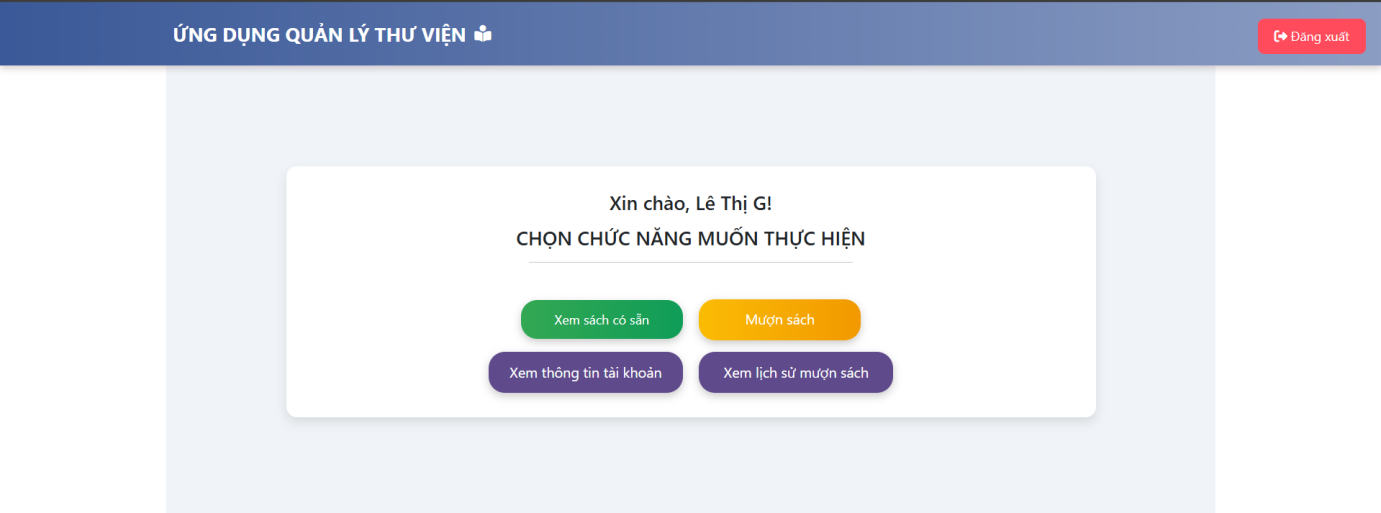 ỨNG DỤNG QUẢN LÝ THƯ VIỆN
Đăng xuất
Xin chào, Lê Thị G!
CHỌN CHỨC NĂNG MUỐN THỰC HIỆN
Xem sách có sẵn
Mượn sách
Xem thông tin tài khoản
Xem lịch sử mượn sách